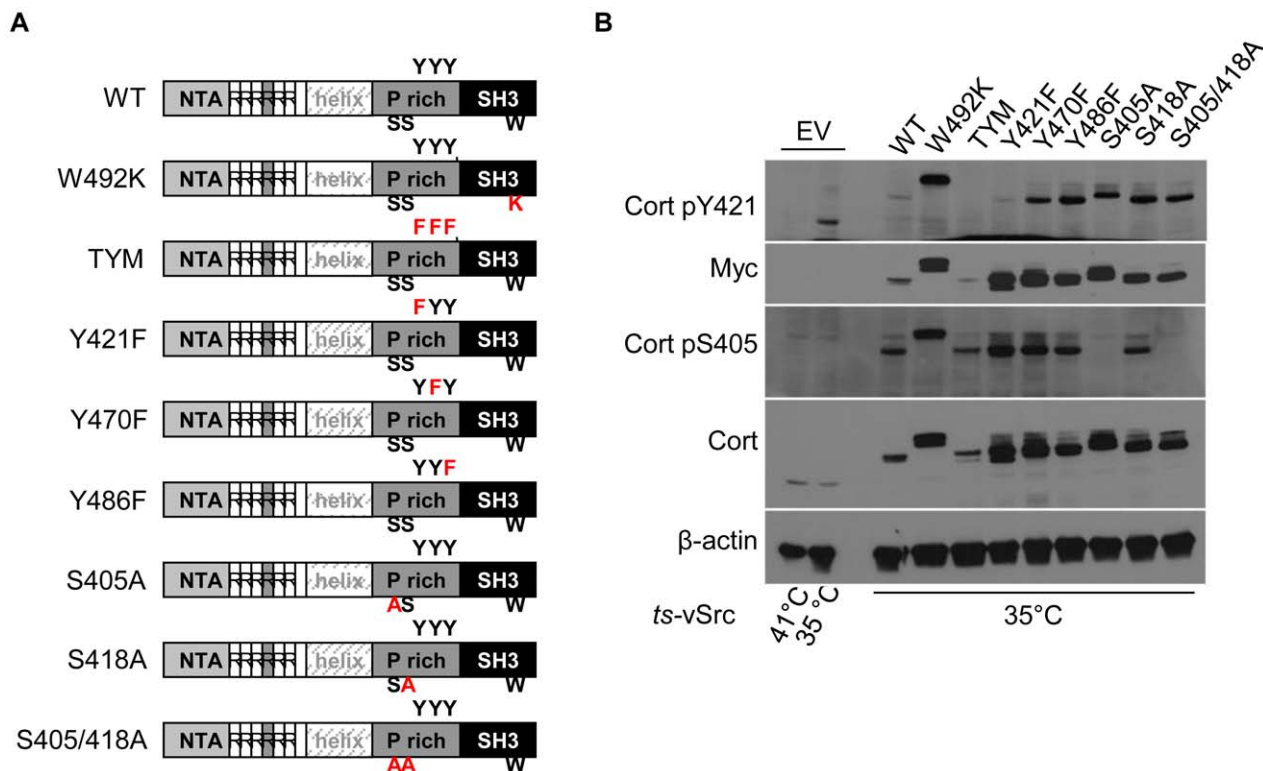 A
YYY
WT NTA helix P rich SH3
SS W
YYY
W492K NTA helix P rich SH3
SS K
FFF
TYM NTA helix P rich SH3
SS W
FYY
Y421F NTA helix P rich SH3
SS W
YFY
Y470F NTA helix P rich SH3
SS W
YYF
Y486F NTA helix P rich SH3
SS W
YYY
S405A NTA helix P rich SH3
AS W
YYY
S418A NTA helix P rich SH3
SA W
YYY
S405/418A NTA helix P rich SH3
AA W
B
EV
WT
W492K
TYM
Y421F
Y470F
Y486F
S405A
S418A
S405/418A
Cort pY421
Myc
Cort pS405
Cort
β-actin
ts-vSrc
41°C
35°C
35°C